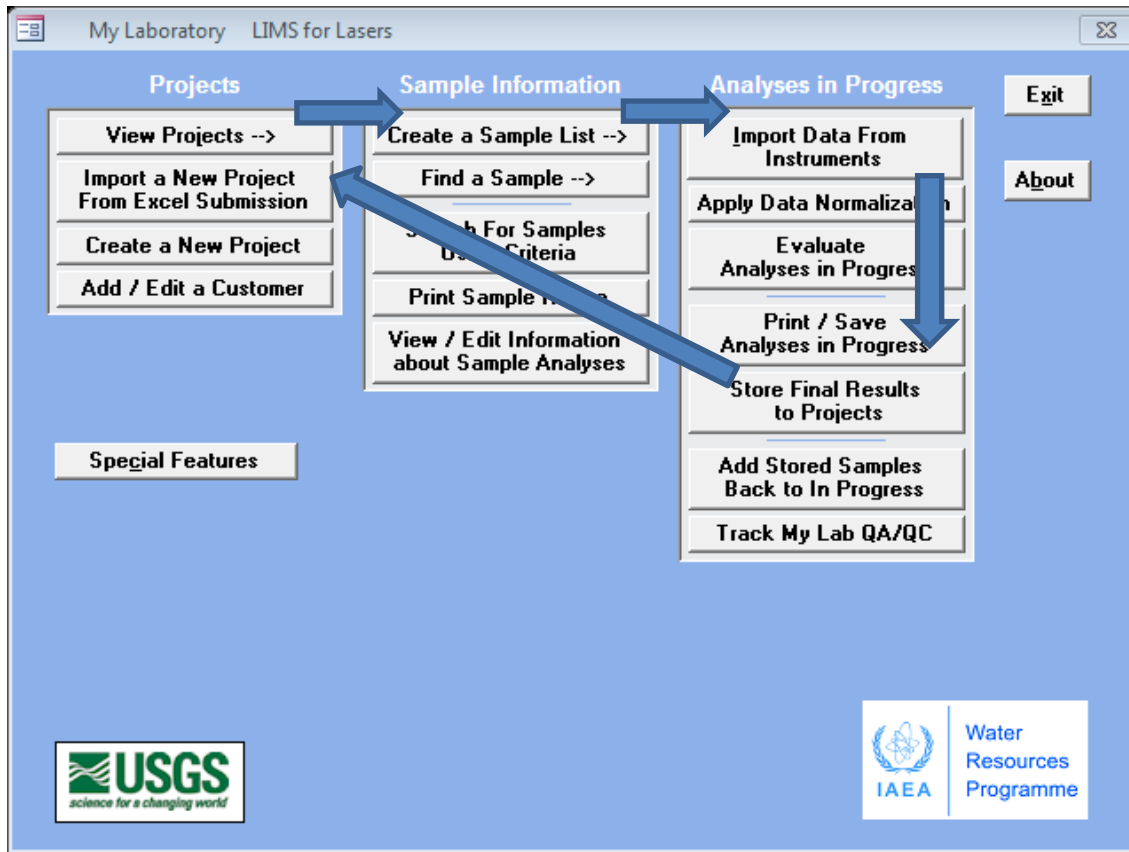 My Laboratory LIMS for Lasers
Projects
View Projects -->
Import a New Project
From Excel Submission
Create a New Project
Add / Edit a Customer
Special Features
Sample Information
Create a Sample List -->
Find a Sample -->
For Samples
Criteria
Print Sample
View / Edit Information
about Sample Analyses
Analyses in Progress
Import Data From
Instruments
Apply Data Normalization
Evaluate
Analyses in Progress
Print / Save
Analyses in Progress
Store Final Results
to Projects
Add Stored Samples
Back to In Progress
Track My Lab QA/QC
Exit
About
USGS
science for a changing world
IAEA
Water
Resources
Programme